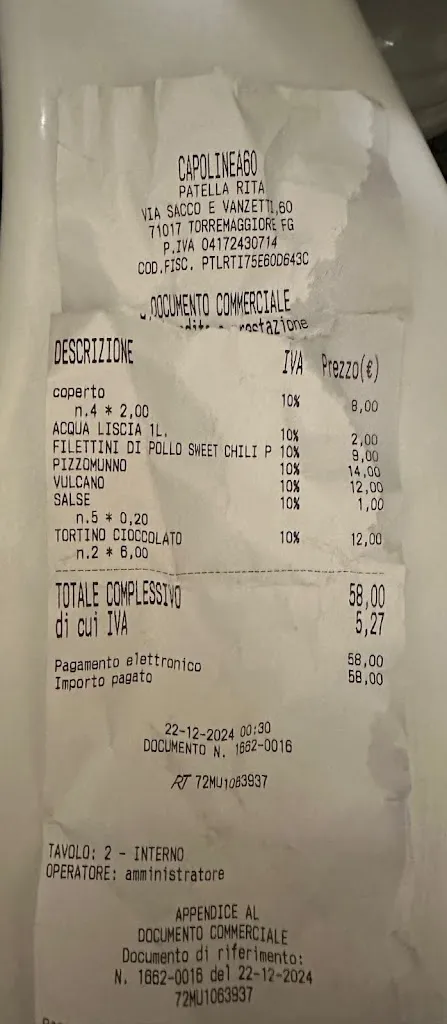 CAPOLINEA60
PATELLA RITA
VIA SACCO E VANZETTI,60
71017 TORREMAGGIORE FG
P.IVA 04172430714
COD.FISC. PTLRTI75E60D643C
DOCUMENTO COMMERCIALE
DESCRIZIONE IVA Prezzo(€)
coperto 10% 8,00
n.4 * 2,00
ACQUA LISCIA 1L. 10% 2,00
FILETTINI DI POLLO SWEET CHILI P 10% 9,00
PIZZOMUNNO 10% 14,00
VULCANO 10% 12,00
SALSE 10% 1,00
n.5 * 0,20
TORTINO CIOCCOLATO 10% 12,00
n.2 * 6,00
TOTALE COMPLESSIVO 58,00
di cui IVA 5,27
Pagamento elettronico 58,00
Importo pagato 58,00
22-12-2024 00:30
DOCUMENTO N. 1662-0016
RT 72MU1063937
TAVOLO: 2 - INTERNO
OPERATORE: amministratore
APPENDICE AL
DOCUMENTO COMMERCIALE
Documento di riferimento:
N. 1662-0016 del 22-12-2024
72MU1063937